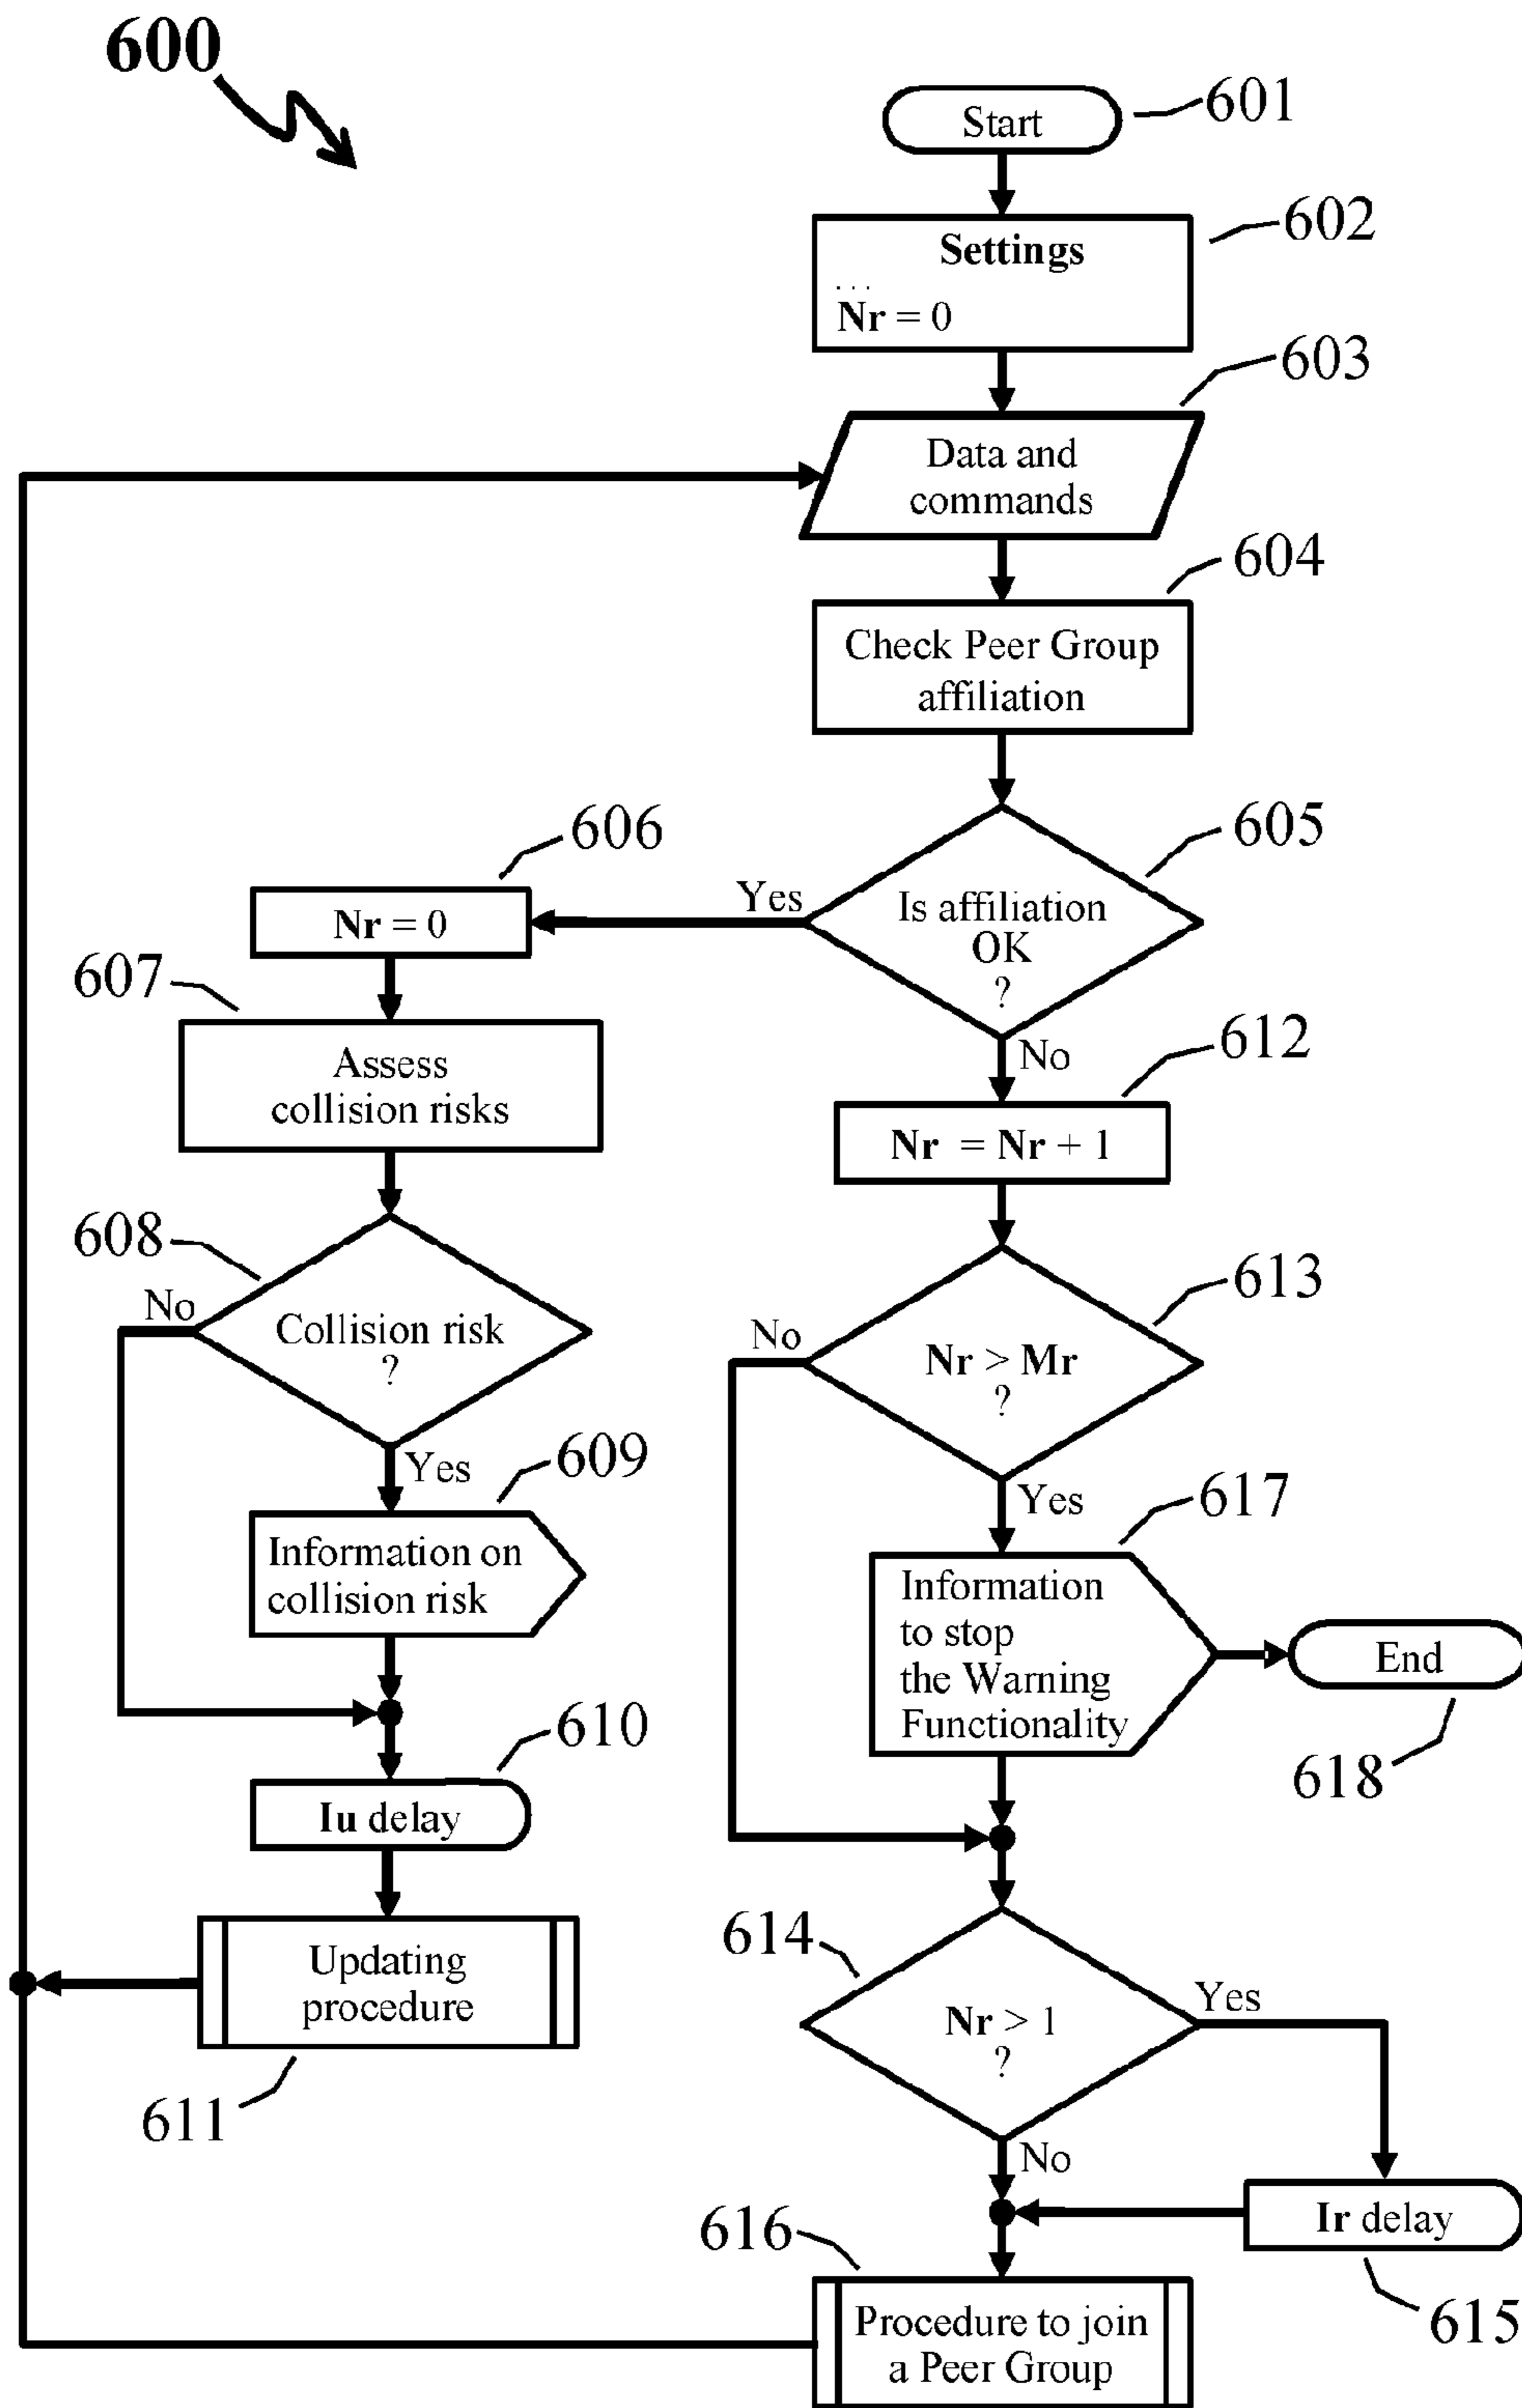 600
Start
601
Settings
602
...
Nr = 0
603
Data and
commands
604
Check Peer Group
affiliation
605
606
Yes
Is affiliation
OK
?
Nr = 0
607
No
612
Assess
collision risks
Nr = Nr + 1
608
613
No
Collision risk
?
No
Nr > Mr
?
Yes
609
Yes
617
Information on
collision risk
Information
to stop
the Warning
Functionality
End
618
610
Iu delay
614
Updating
procedure
611
Yes
Nr > 1
?
No
Ir delay
615
616
Procedure to join
a Peer Group